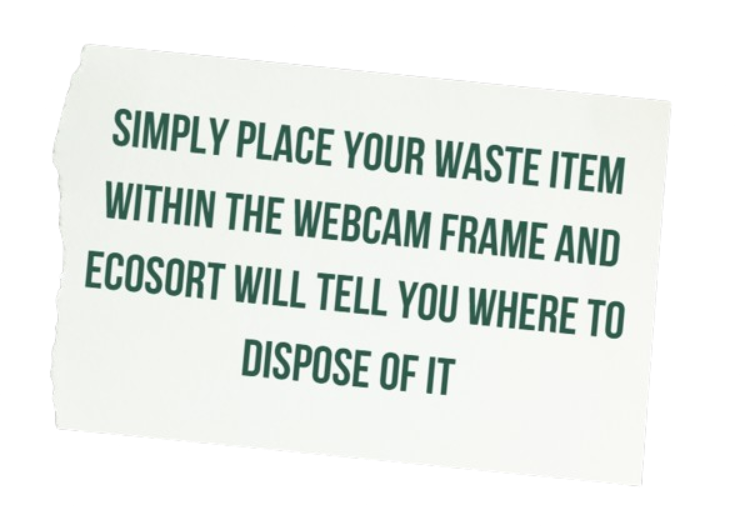 SIMPLY PLACE YOUR WASTE ITEM
WITHIN THE WEBCAM FRAME AND
ECOSORT WILL TELL YOU WHERE TO
DISPOSE OF IT